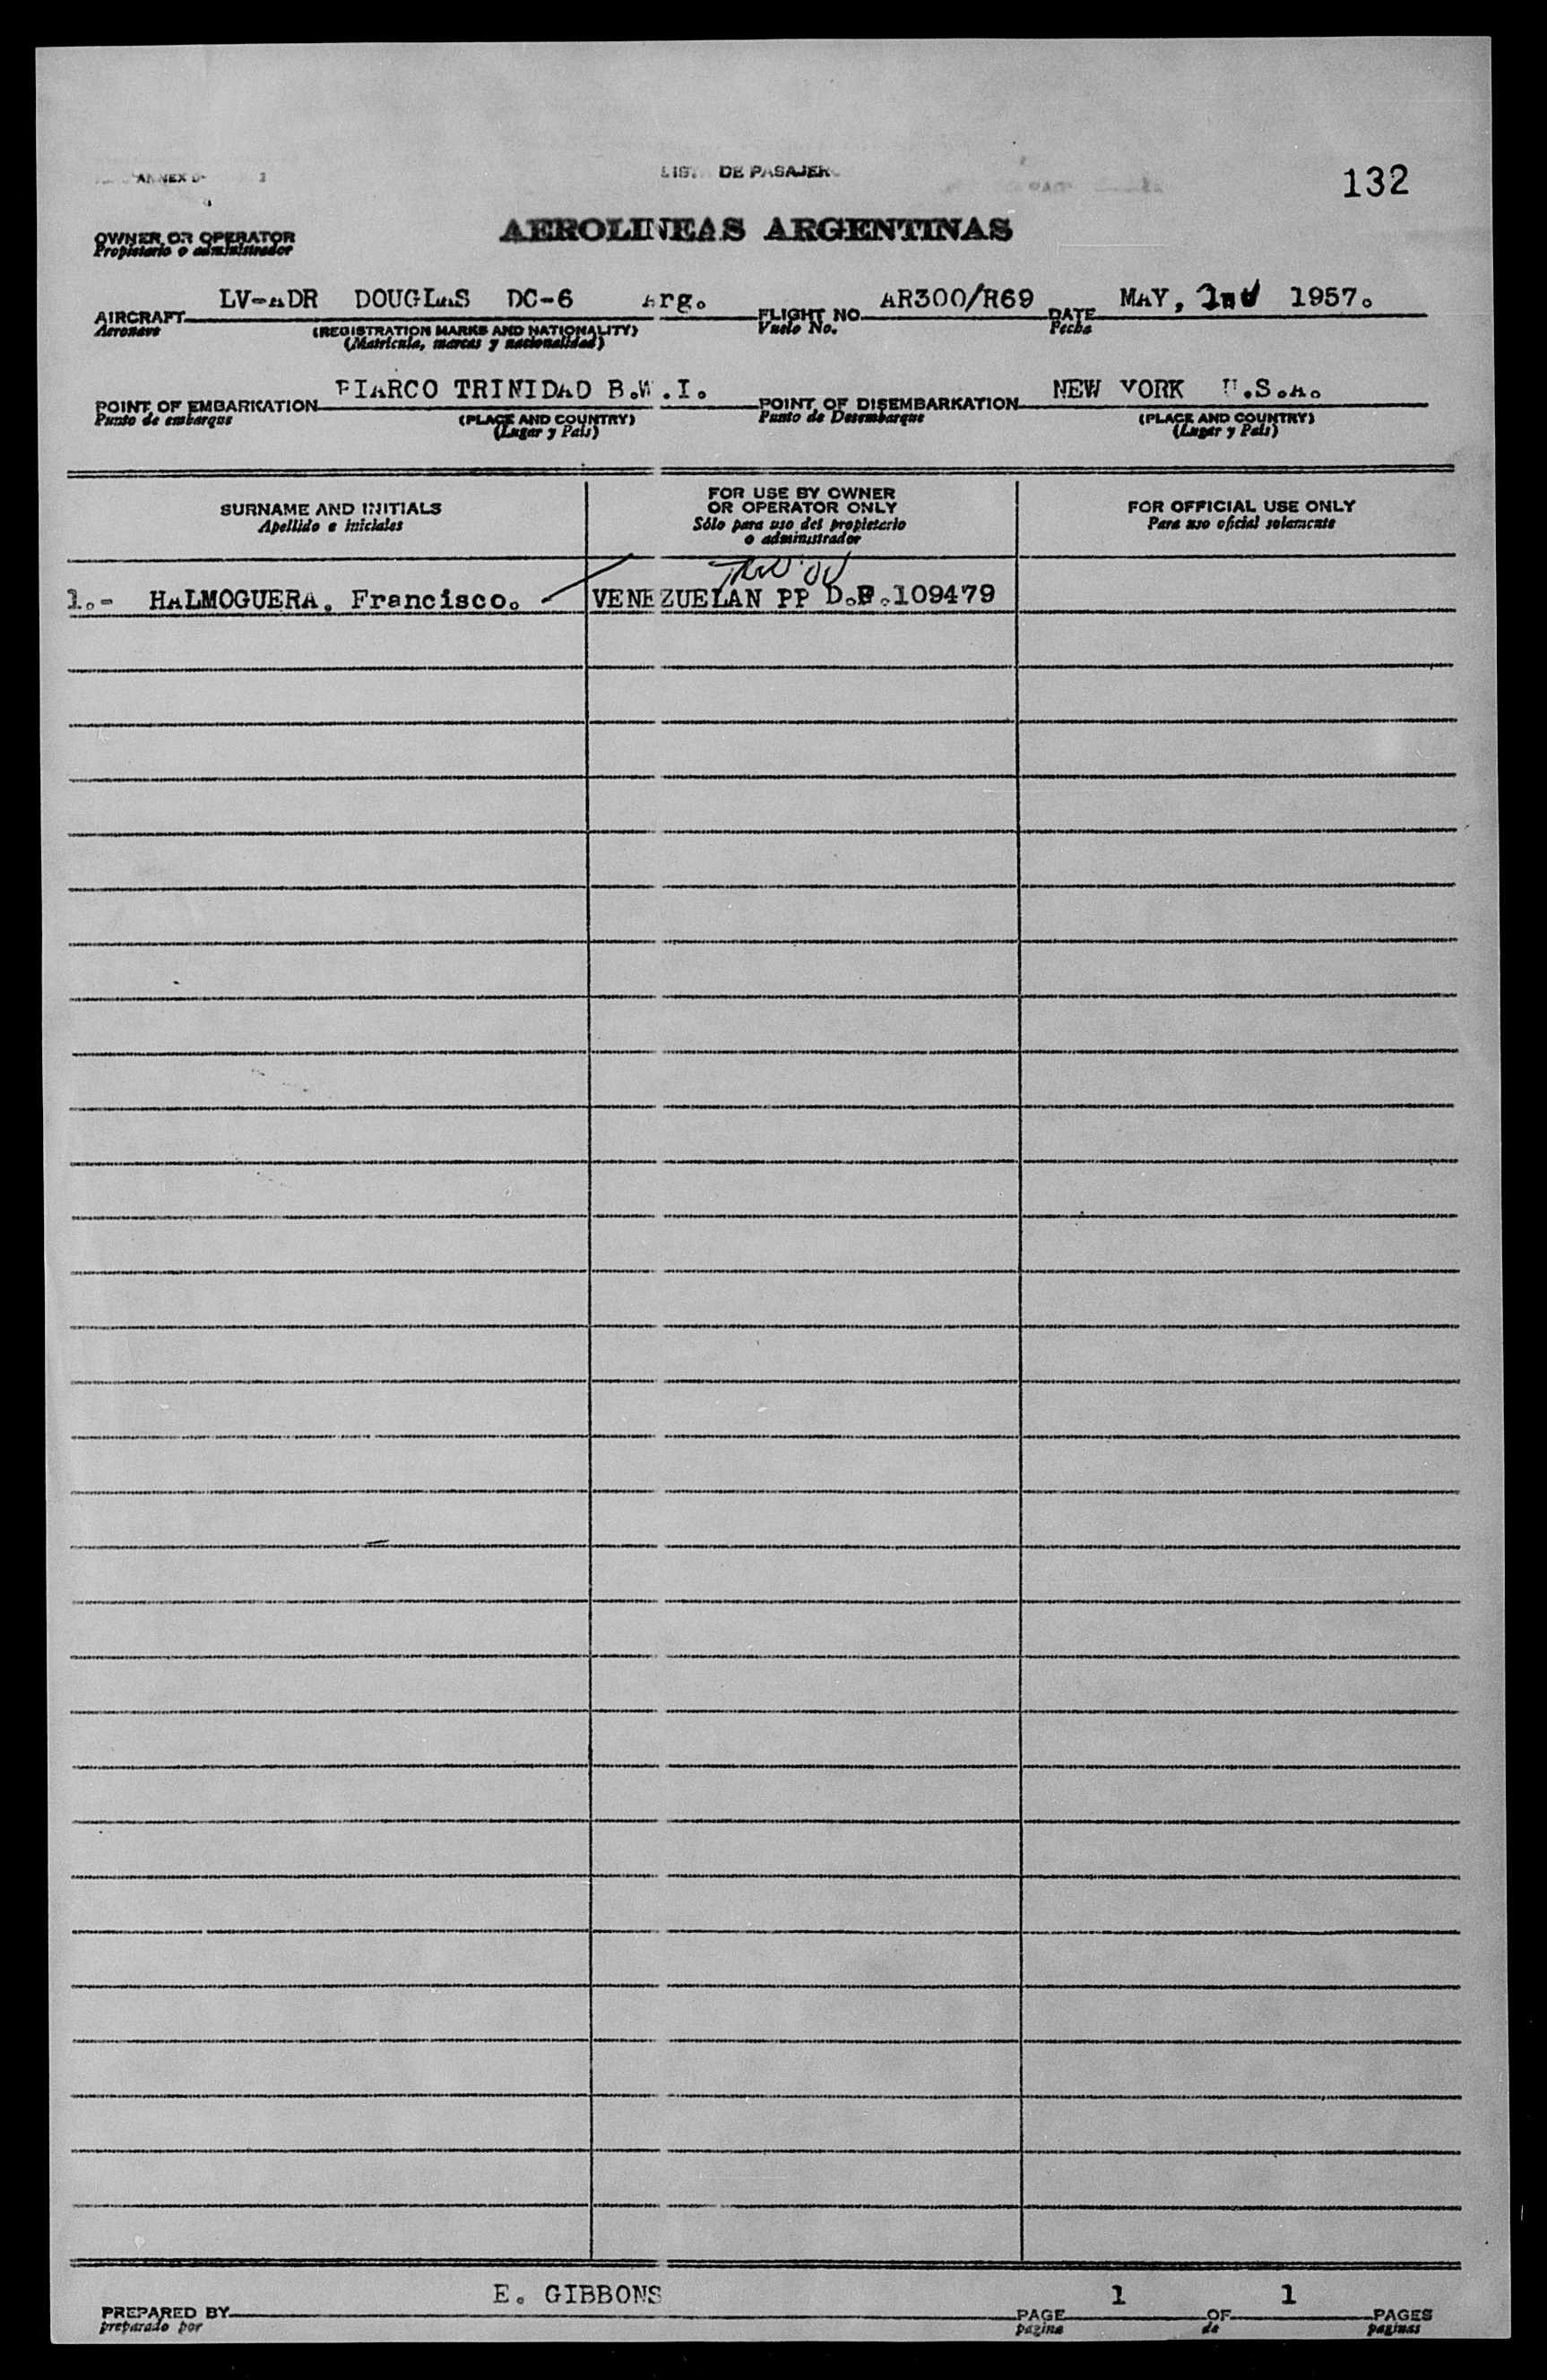 ANNEX
DE PASAJER
132
AEROLINEAS ARGENTINAS
OWNER OR OPERATOR
Propietario o administrador
LV-ADR DOUGLAS DC-6 Arg. AR300/R69 MAY, 1957.
AIRCRAFT FLIGHT NO DATE
Aeronave (REGISTRATION MARKS AND NATIONALITY) Vuelo No. Fecha
(Matricula, marcas y nacionalidad)
PIARCO TRINIDAD B.W.I. NEW YORK U.S.A.
POINT OF EMBARKATION POINT OF DISEMBARKATION
Punto de embarque (PLACE AND COUNTRY) Punto de Desembarque (PLACE AND COUNTRY)
(Lugar y Pais) (Lugar y Pais)
SURNAME AND INITIALS
Apellido e iniciales
FOR USE BY OWNER
OR OPERATOR ONLY
Sólo para uso del propietario
o administrador
FOR OFFICIAL USE ONLY
Para uso oficial solamente
1.- HALMOGUERA. Francisco. VENEZUELAN PP D.F.109479
E. GIBBONS 1 1
PREPARED BY PAGE OF PAGES
preparado por pagina de paginas